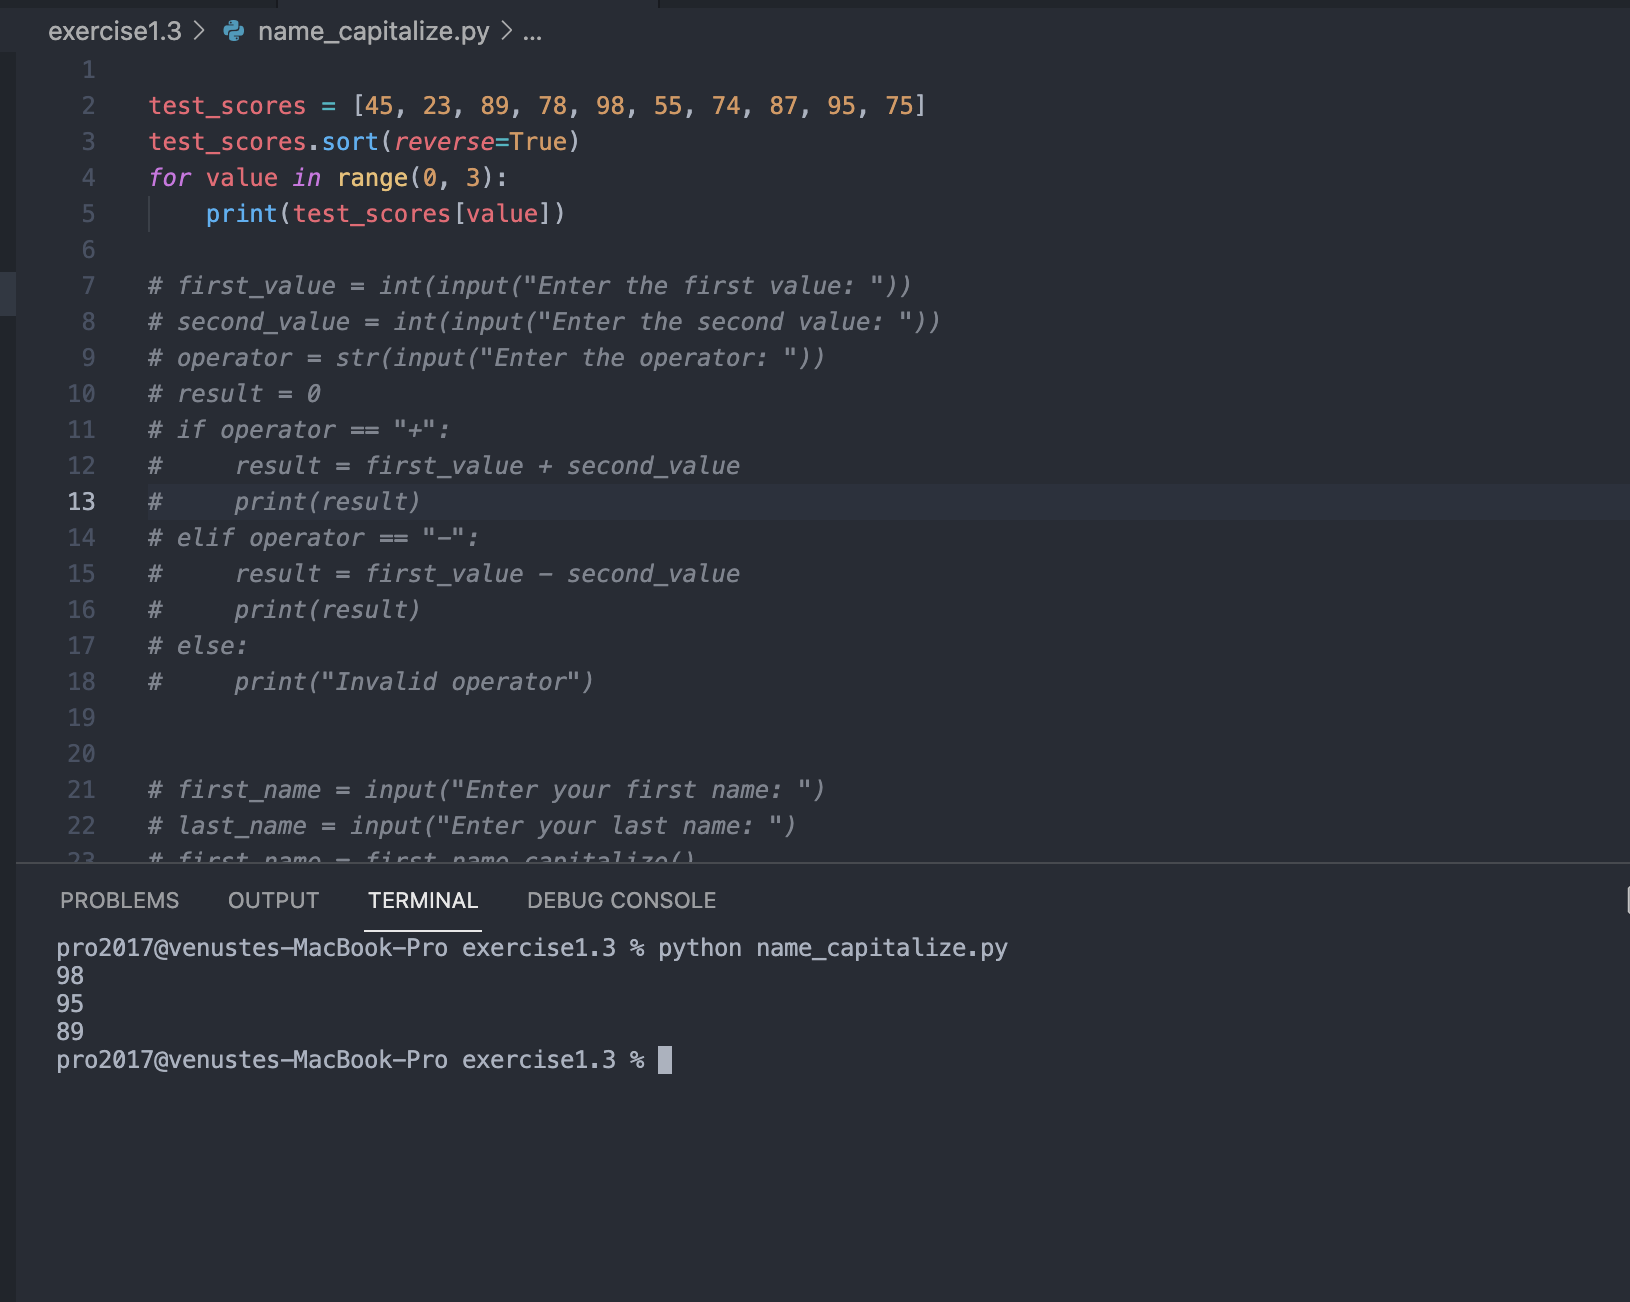 exercise1.3 > name_capitalize.py > ...
1
2 test_scores = [45, 23, 89, 78, 98, 55, 74, 87, 95, 75]
3 test_scores.sort(reverse=True)
4 for value in range(0, 3):
5     print(test_scores[value])
6
7 # first_value = int(input("Enter the first value: "))
8 # second_value = int(input("Enter the second value: "))
9 # operator = str(input("Enter the operator: "))
10 # result = 0
11 # if operator == "+":
12 #     result = first_value + second_value
13 #     print(result)
14 # elif operator == "-":
15 #     result = first_value - second_value
16 #     print(result)
17 # else:
18 #     print("Invalid operator")
19
20
21 # first_name = input("Enter your first name: ")
22 # last_name = input("Enter your last name: ")
23 # first_name = first_name.capitalize()
PROBLEMS OUTPUT TERMINAL DEBUG CONSOLE
pro2017@venustes-MacBook-Pro exercise1.3 % python name_capitalize.py
98
95
89
pro2017@venustes-MacBook-Pro exercise1.3 %